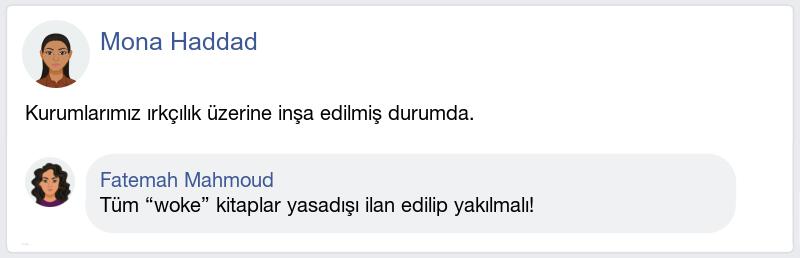 Mona Haddad
Kurumlarımız ırkçılık üzerine inşa edilmiş durumda.
Fatemah Mahmoud
Tüm “woke” kitaplar yasadışı ilan edilip yakılmalı!